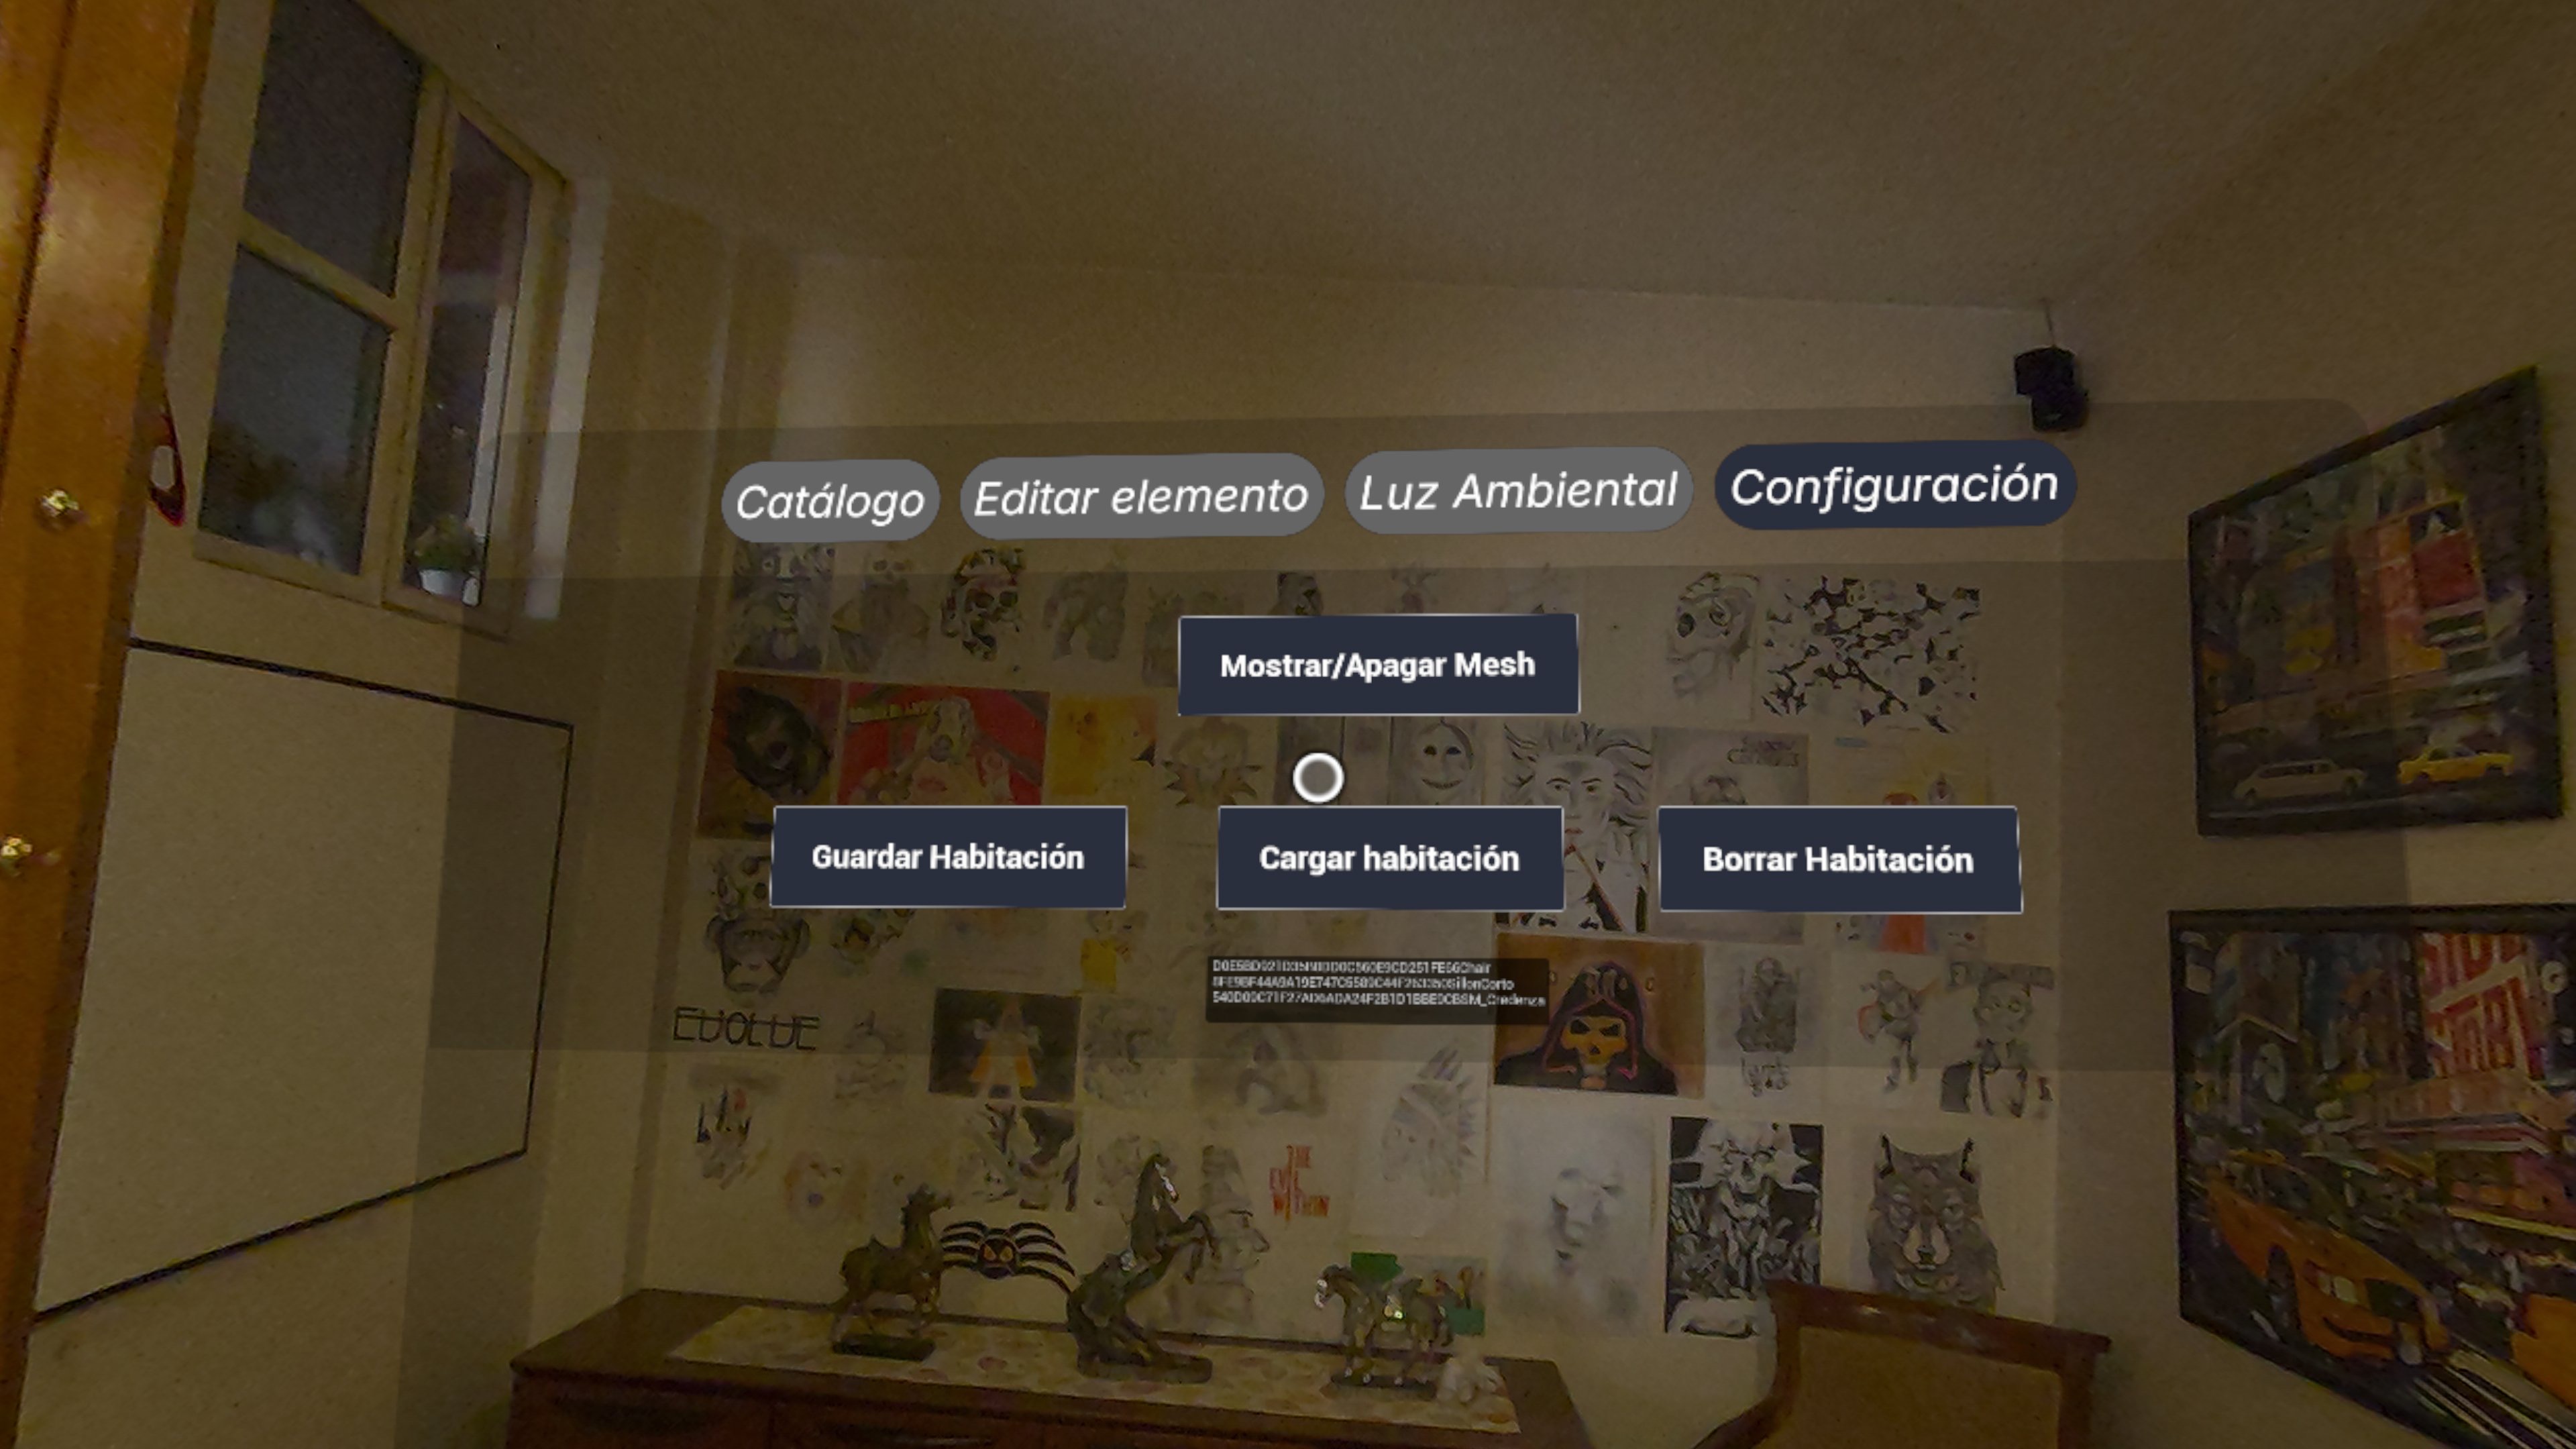 Catálogo
Editar elemento
Luz Ambiental
Configuración
Mostrar/Apagar Mesh
Guardar Habitación
Cargar habitación
Borrar Habitación
EVOLVE